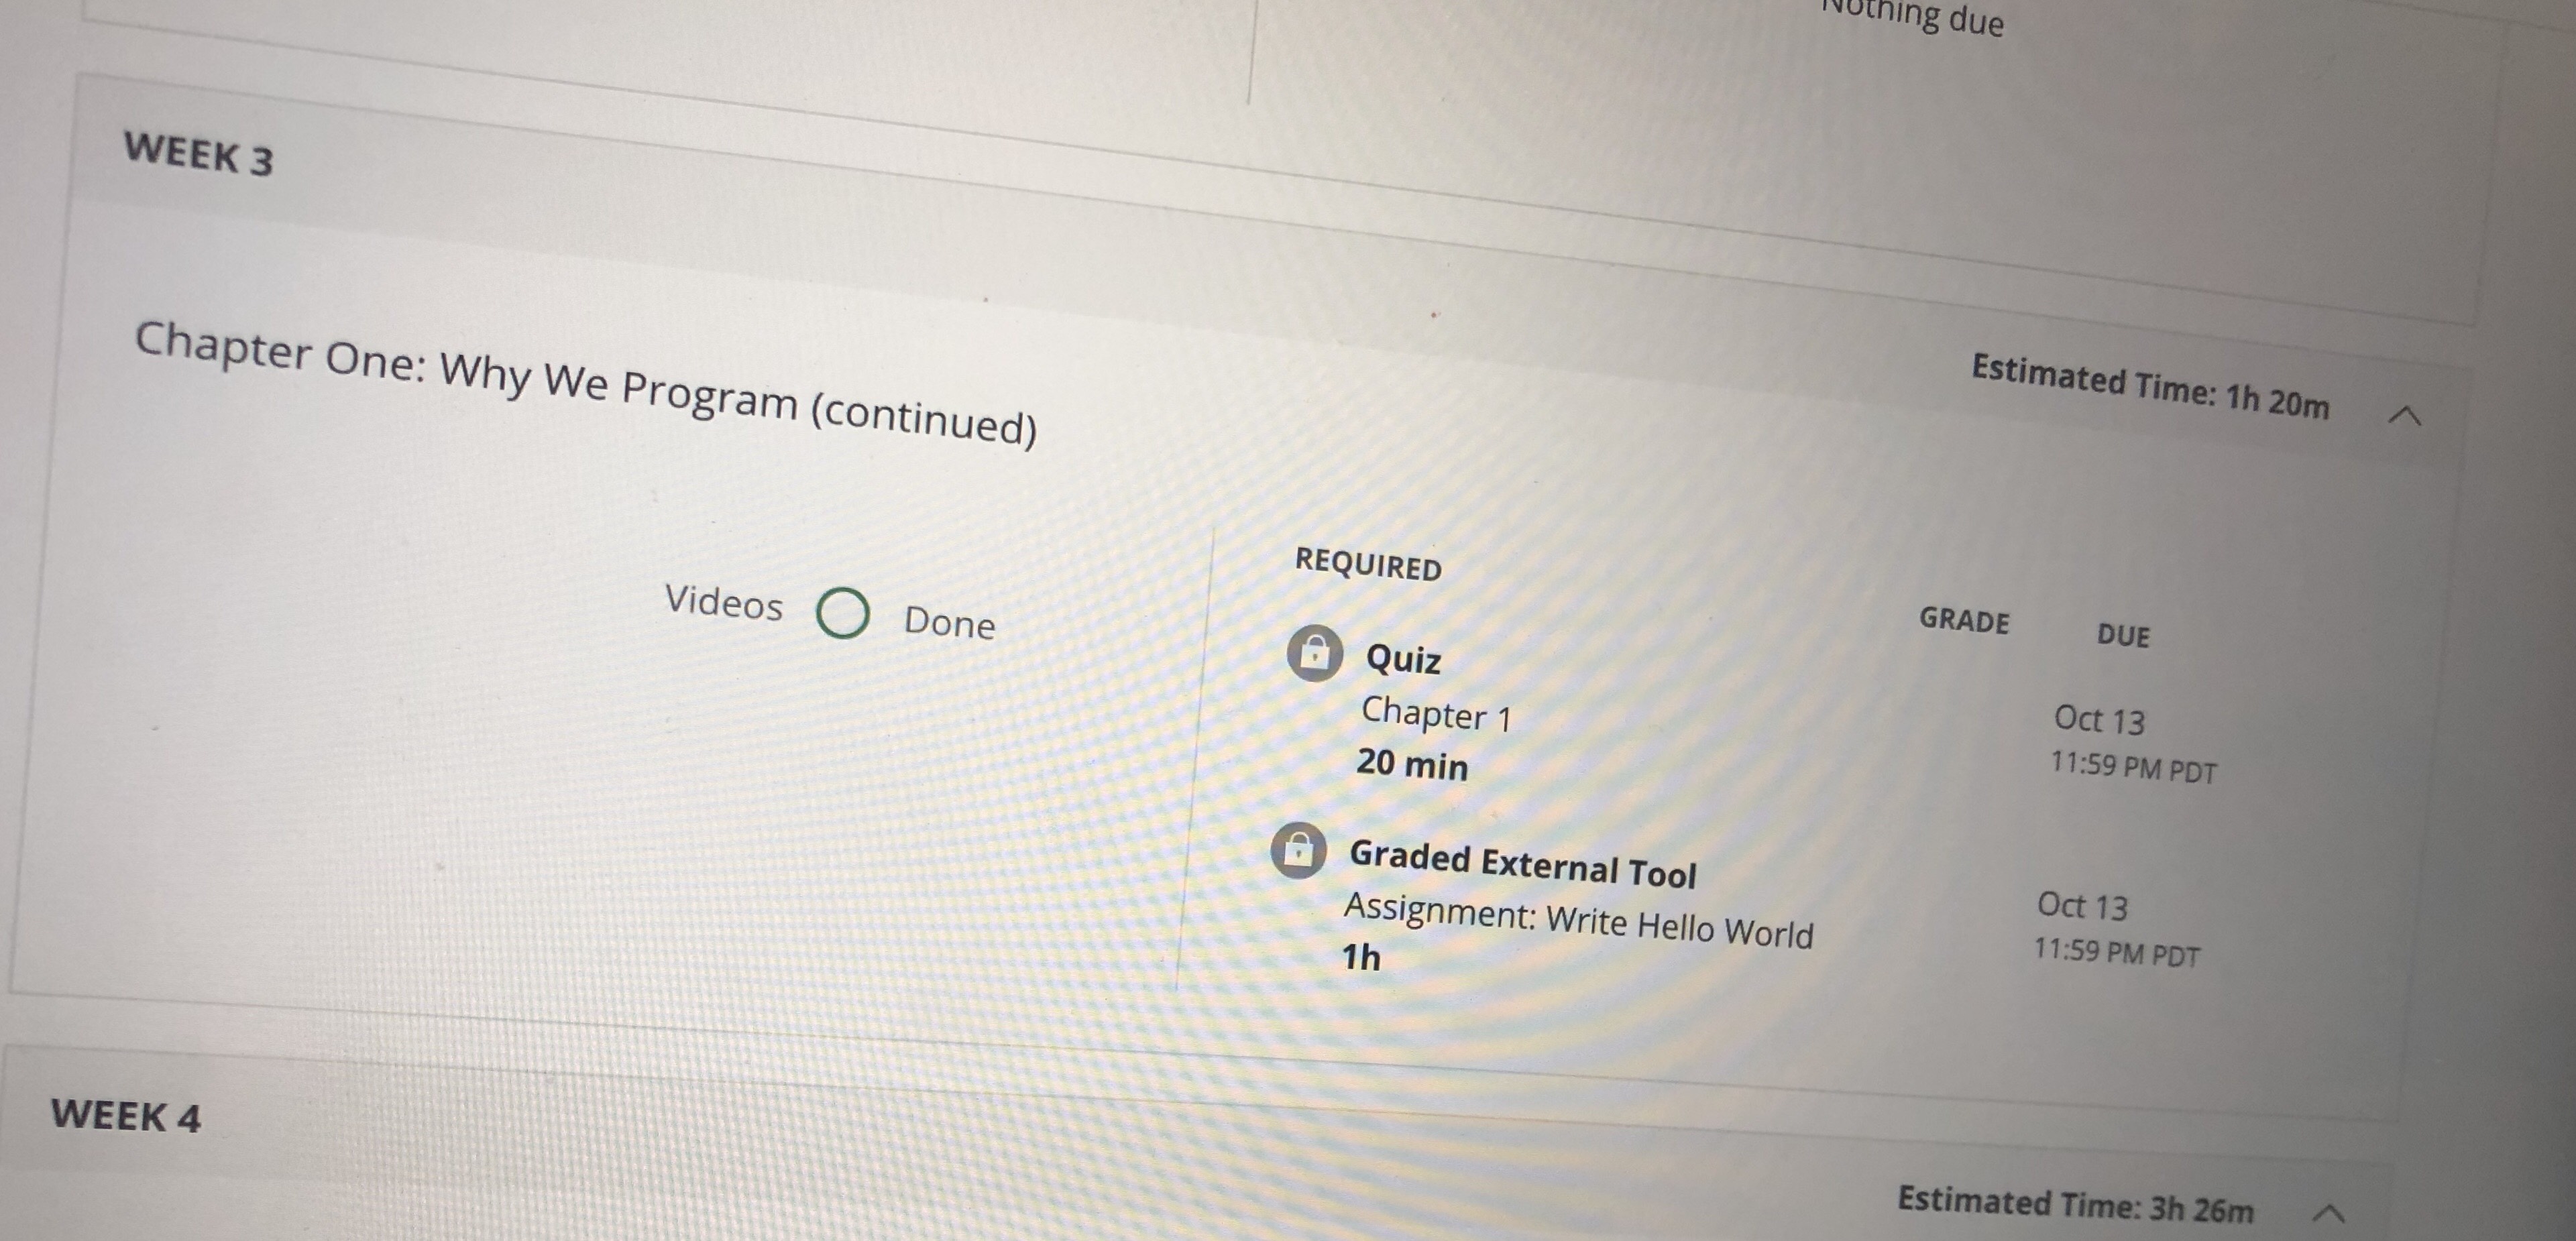 Nothing due
WEEK 3
Estimated Time: 1h 20m
Chapter One: Why We Program (continued)
Videos Done
REQUIRED
GRADE DUE
Quiz
Chapter 1
20 min
Oct 13
11:59 PM PDT
Graded External Tool
Assignment: Write Hello World
1h
Oct 13
11:59 PM PDT
WEEK 4
Estimated Time: 3h 26m